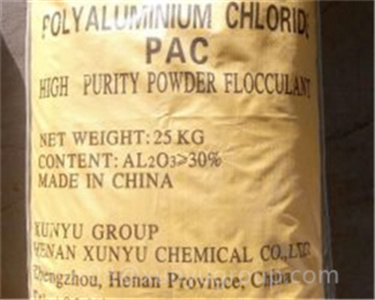 POLYALUMINIUM CHLORIDE
PAC
HIGH PURITY POWDER FLOCCULANT
NET WEIGHT: 25 KG
CONTENT: AL2O3≥30%
MADE IN CHINA
XUNYU GROUP
HENAN XUNYU CHEMICAL CO.,LTD
Zhengzhou, Henan Province, China